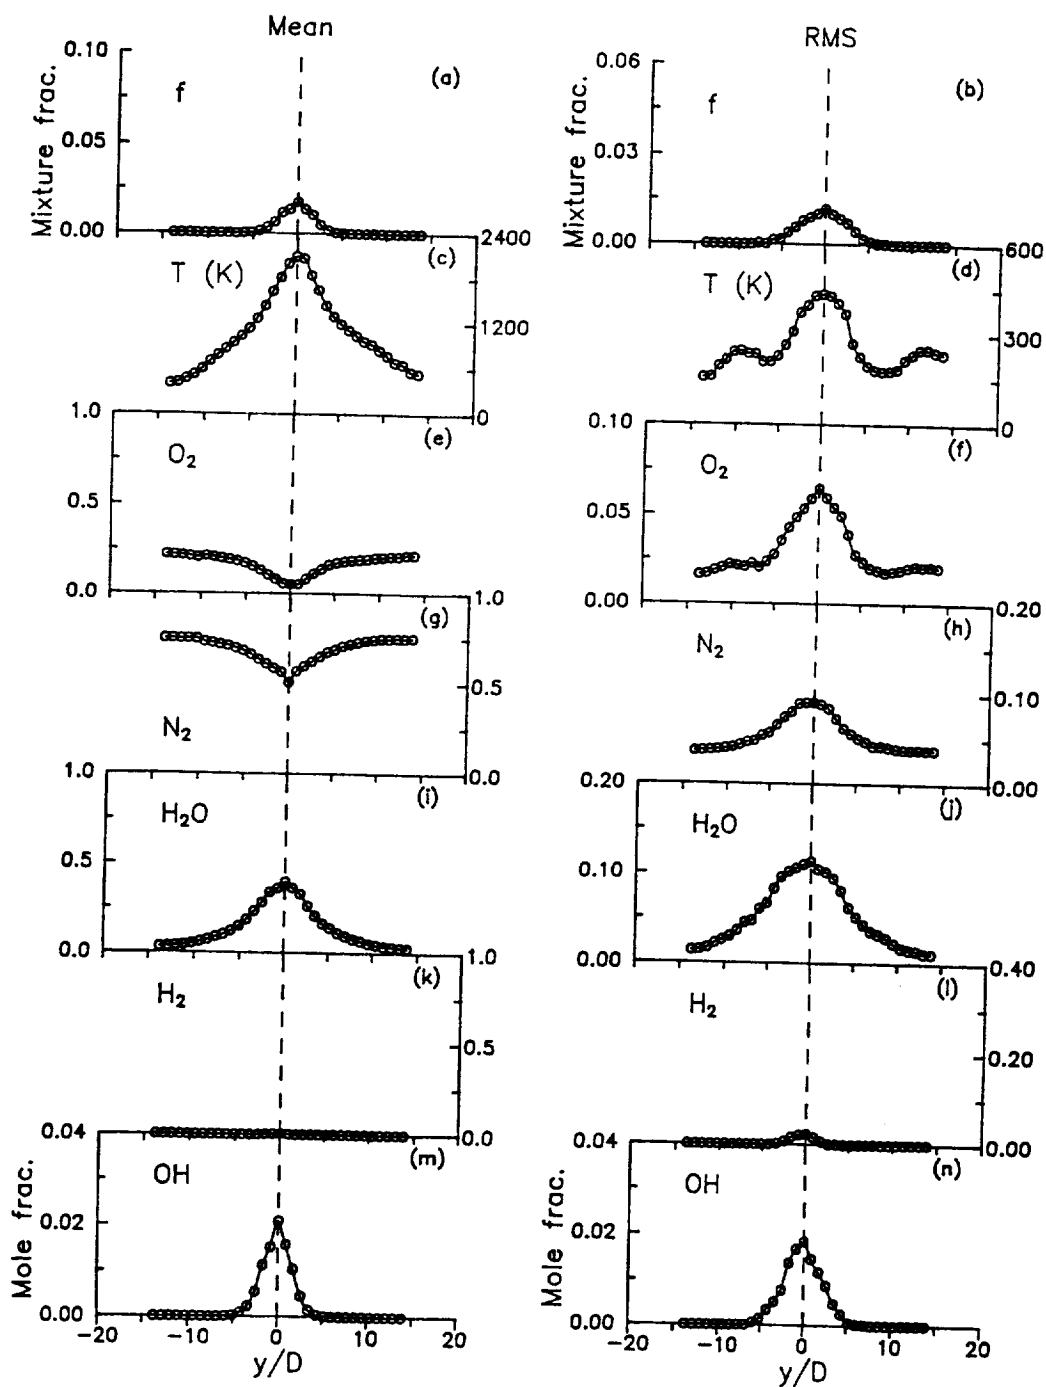 Mean
RMS
0.10
0.05
0.00
Mixture frac.
f
(a)
0.06
0.03
0.00
Mixture frac.
f
(b)
2400
1200
0
T (K)
(c)
600
300
0
T (K)
(d)
1.0
0.5
0.0
O₂
(e)
0.10
0.05
0.00
O₂
(f)
1.0
0.5
0.0
N₂
(g)
0.20
0.10
0.00
N₂
(h)
1.0
0.5
0.0
H₂O
(i)
0.20
0.10
0.00
H₂O
(j)
1.0
0.5
0.0
H₂
(k)
0.40
0.20
0.00
H₂
(l)
0.04
0.02
0.00
Mole frac.
OH
(m)
0.04
0.02
0.00
Mole frac.
OH
(n)
-20 -10 0 10 20
y/D
-20 -10 0 10 20
y/D